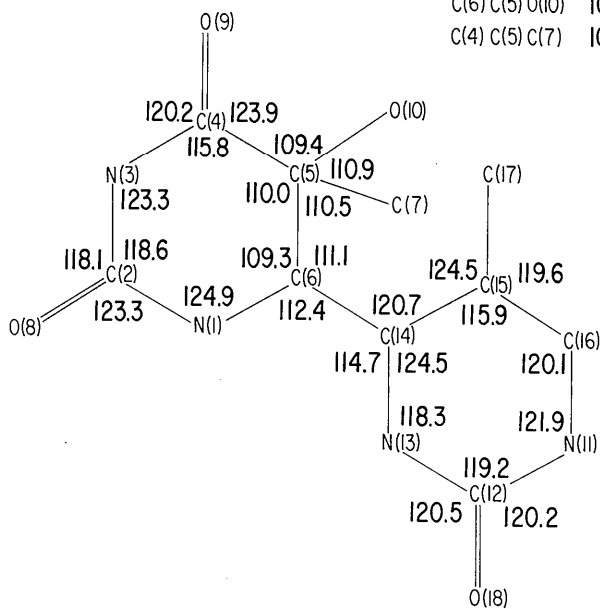 C(6) C(5) O(10) 10
C(4) C(5) C(7) 10
O(9)
120.2 C(4) 123.9
O(10)
115.8 109.4
N(3) C(5) 110.9 C(17)
123.3 110.0 110.5 C(7)
118.1 C(2) 118.6 109.3 C(6) 111.1 124.5 C(15) 119.6
123.3 124.9 112.4 120.7 115.9
O(8) N(1) C(14) C(16)
114.7 124.5 120.1
118.3 121.9
N(13) N(11)
119.2
120.5 C(12) 120.2
O(18)